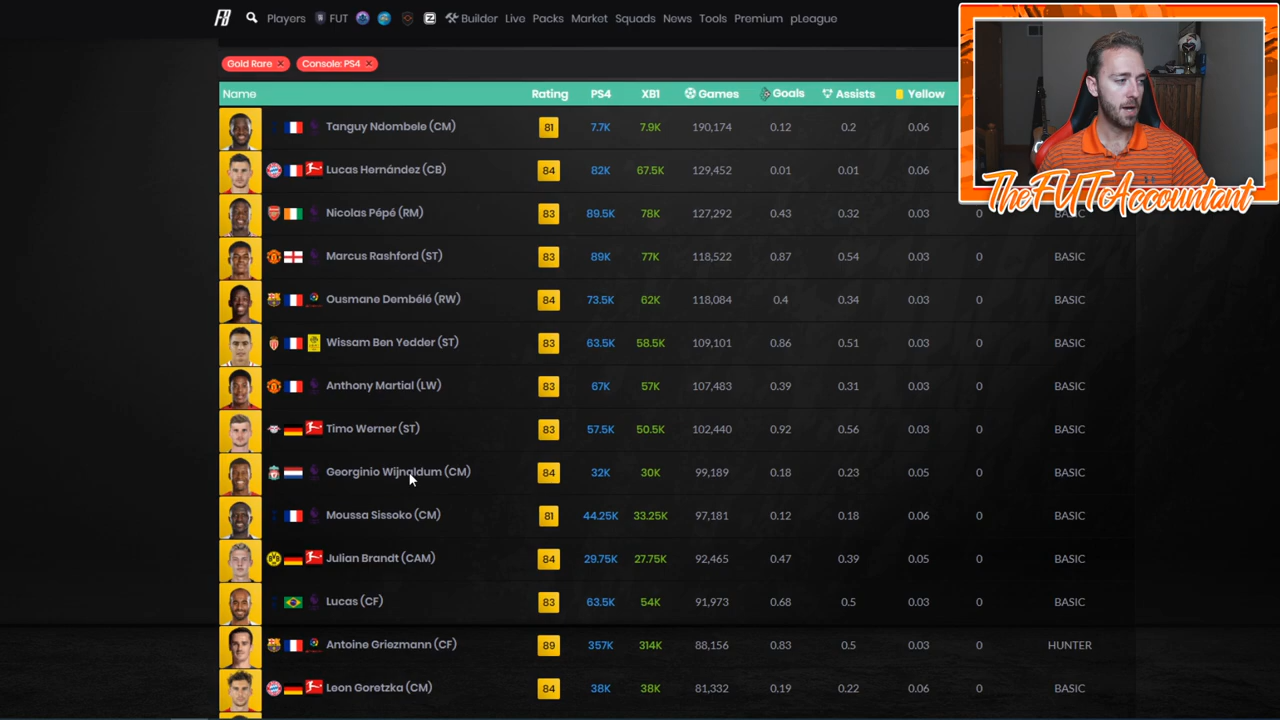 FB Players FUT Z Builder Live Packs Market Squads News Tools Premium pLeague
Gold Rare × Console: PS4 ×
Name Rating PS4 XB1 Games Goals Assists Yellow
Tanguy Ndombele (CM) 81 7.7K 7.9K 190,174 0.12 0.2 0.06
Lucas Hernández (CB) 84 82K 67.5K 129,452 0.01 0.01 0.06
Nicolas Pépé (RM) 83 89.5K 78K 127,292 0.43 0.32 0.03 0 BASIC
Marcus Rashford (ST) 83 89K 77K 118,522 0.87 0.54 0.03 0 BASIC
Ousmane Dembélé (RW) 84 73.5K 62K 118,084 0.4 0.34 0.03 0 BASIC
Wissam Ben Yedder (ST) 83 63.5K 58.5K 109,101 0.86 0.51 0.03 0 BASIC
Anthony Martial (LW) 83 67K 57K 107,483 0.39 0.31 0.03 0 BASIC
Timo Werner (ST) 83 57.5K 50.5K 102,440 0.92 0.56 0.03 0 BASIC
Georginio Wijnaldum (CM) 84 32K 30K 99,189 0.18 0.23 0.05 0 BASIC
Moussa Sissoko (CM) 81 44.25K 33.25K 97,181 0.12 0.18 0.06 0 BASIC
Julian Brandt (CAM) 84 29.75K 27.75K 92,465 0.47 0.39 0.05 0 BASIC
Lucas (CF) 83 63.5K 54K 91,973 0.68 0.5 0.03 0 BASIC
Antoine Griezmann (CF) 89 357K 314K 88,156 0.83 0.5 0.03 0 HUNTER
Leon Goretzka (CM) 84 38K 38K 81,332 0.19 0.22 0.06 0 BASIC
TheFUTAccountant